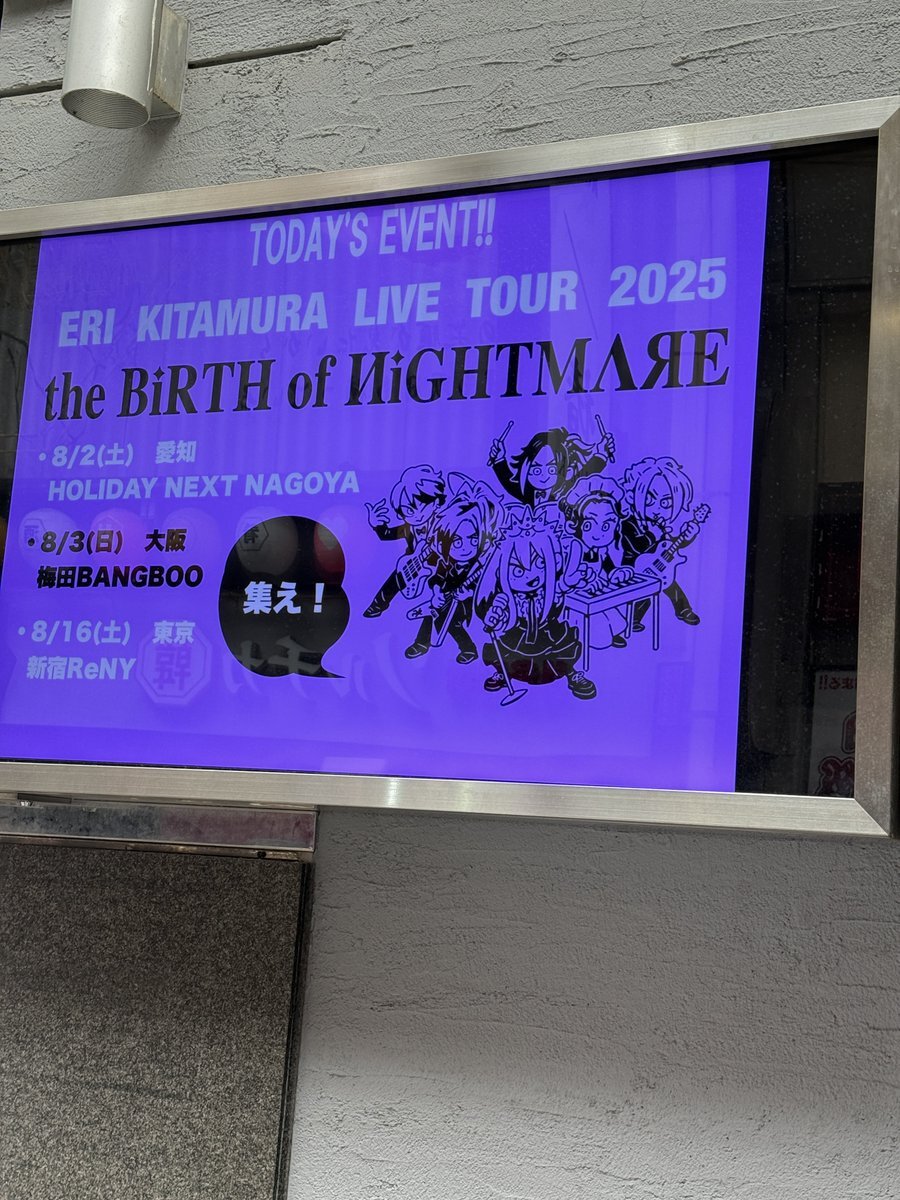 TODAY'S EVENT!!
ERI KITAMURA LIVE TOUR 2025
the BiRTH of ИiGHTMΛЯE
・8/2(土) 愛知
HOLIDAY NEXT NAGOYA
・8/3(日) 大阪
梅田BANGBOO
集え！
・8/16(土) 東京
新宿ReNY